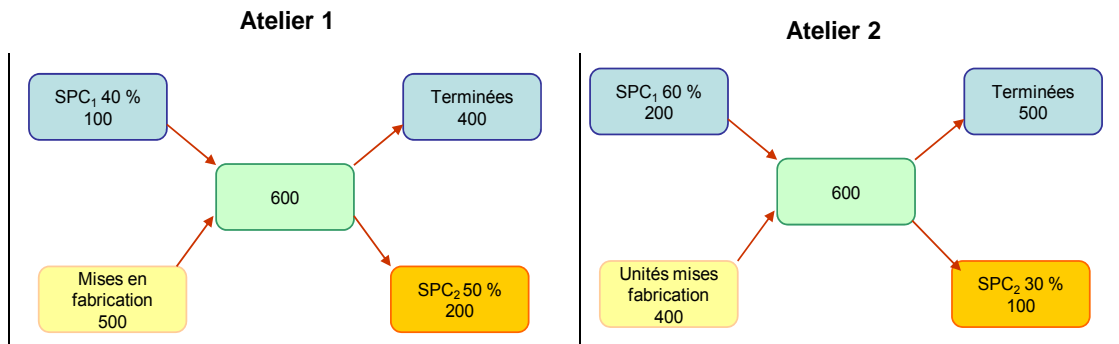 Atelier 1
SPC₁ 40 %
100
Terminées
400
600
Mises en
fabrication
500
SPC₂ 50 %
200
Atelier 2
SPC₁ 60 %
200
Terminées
500
600
Unités mises
fabrication
400
SPC₂ 30 %
100